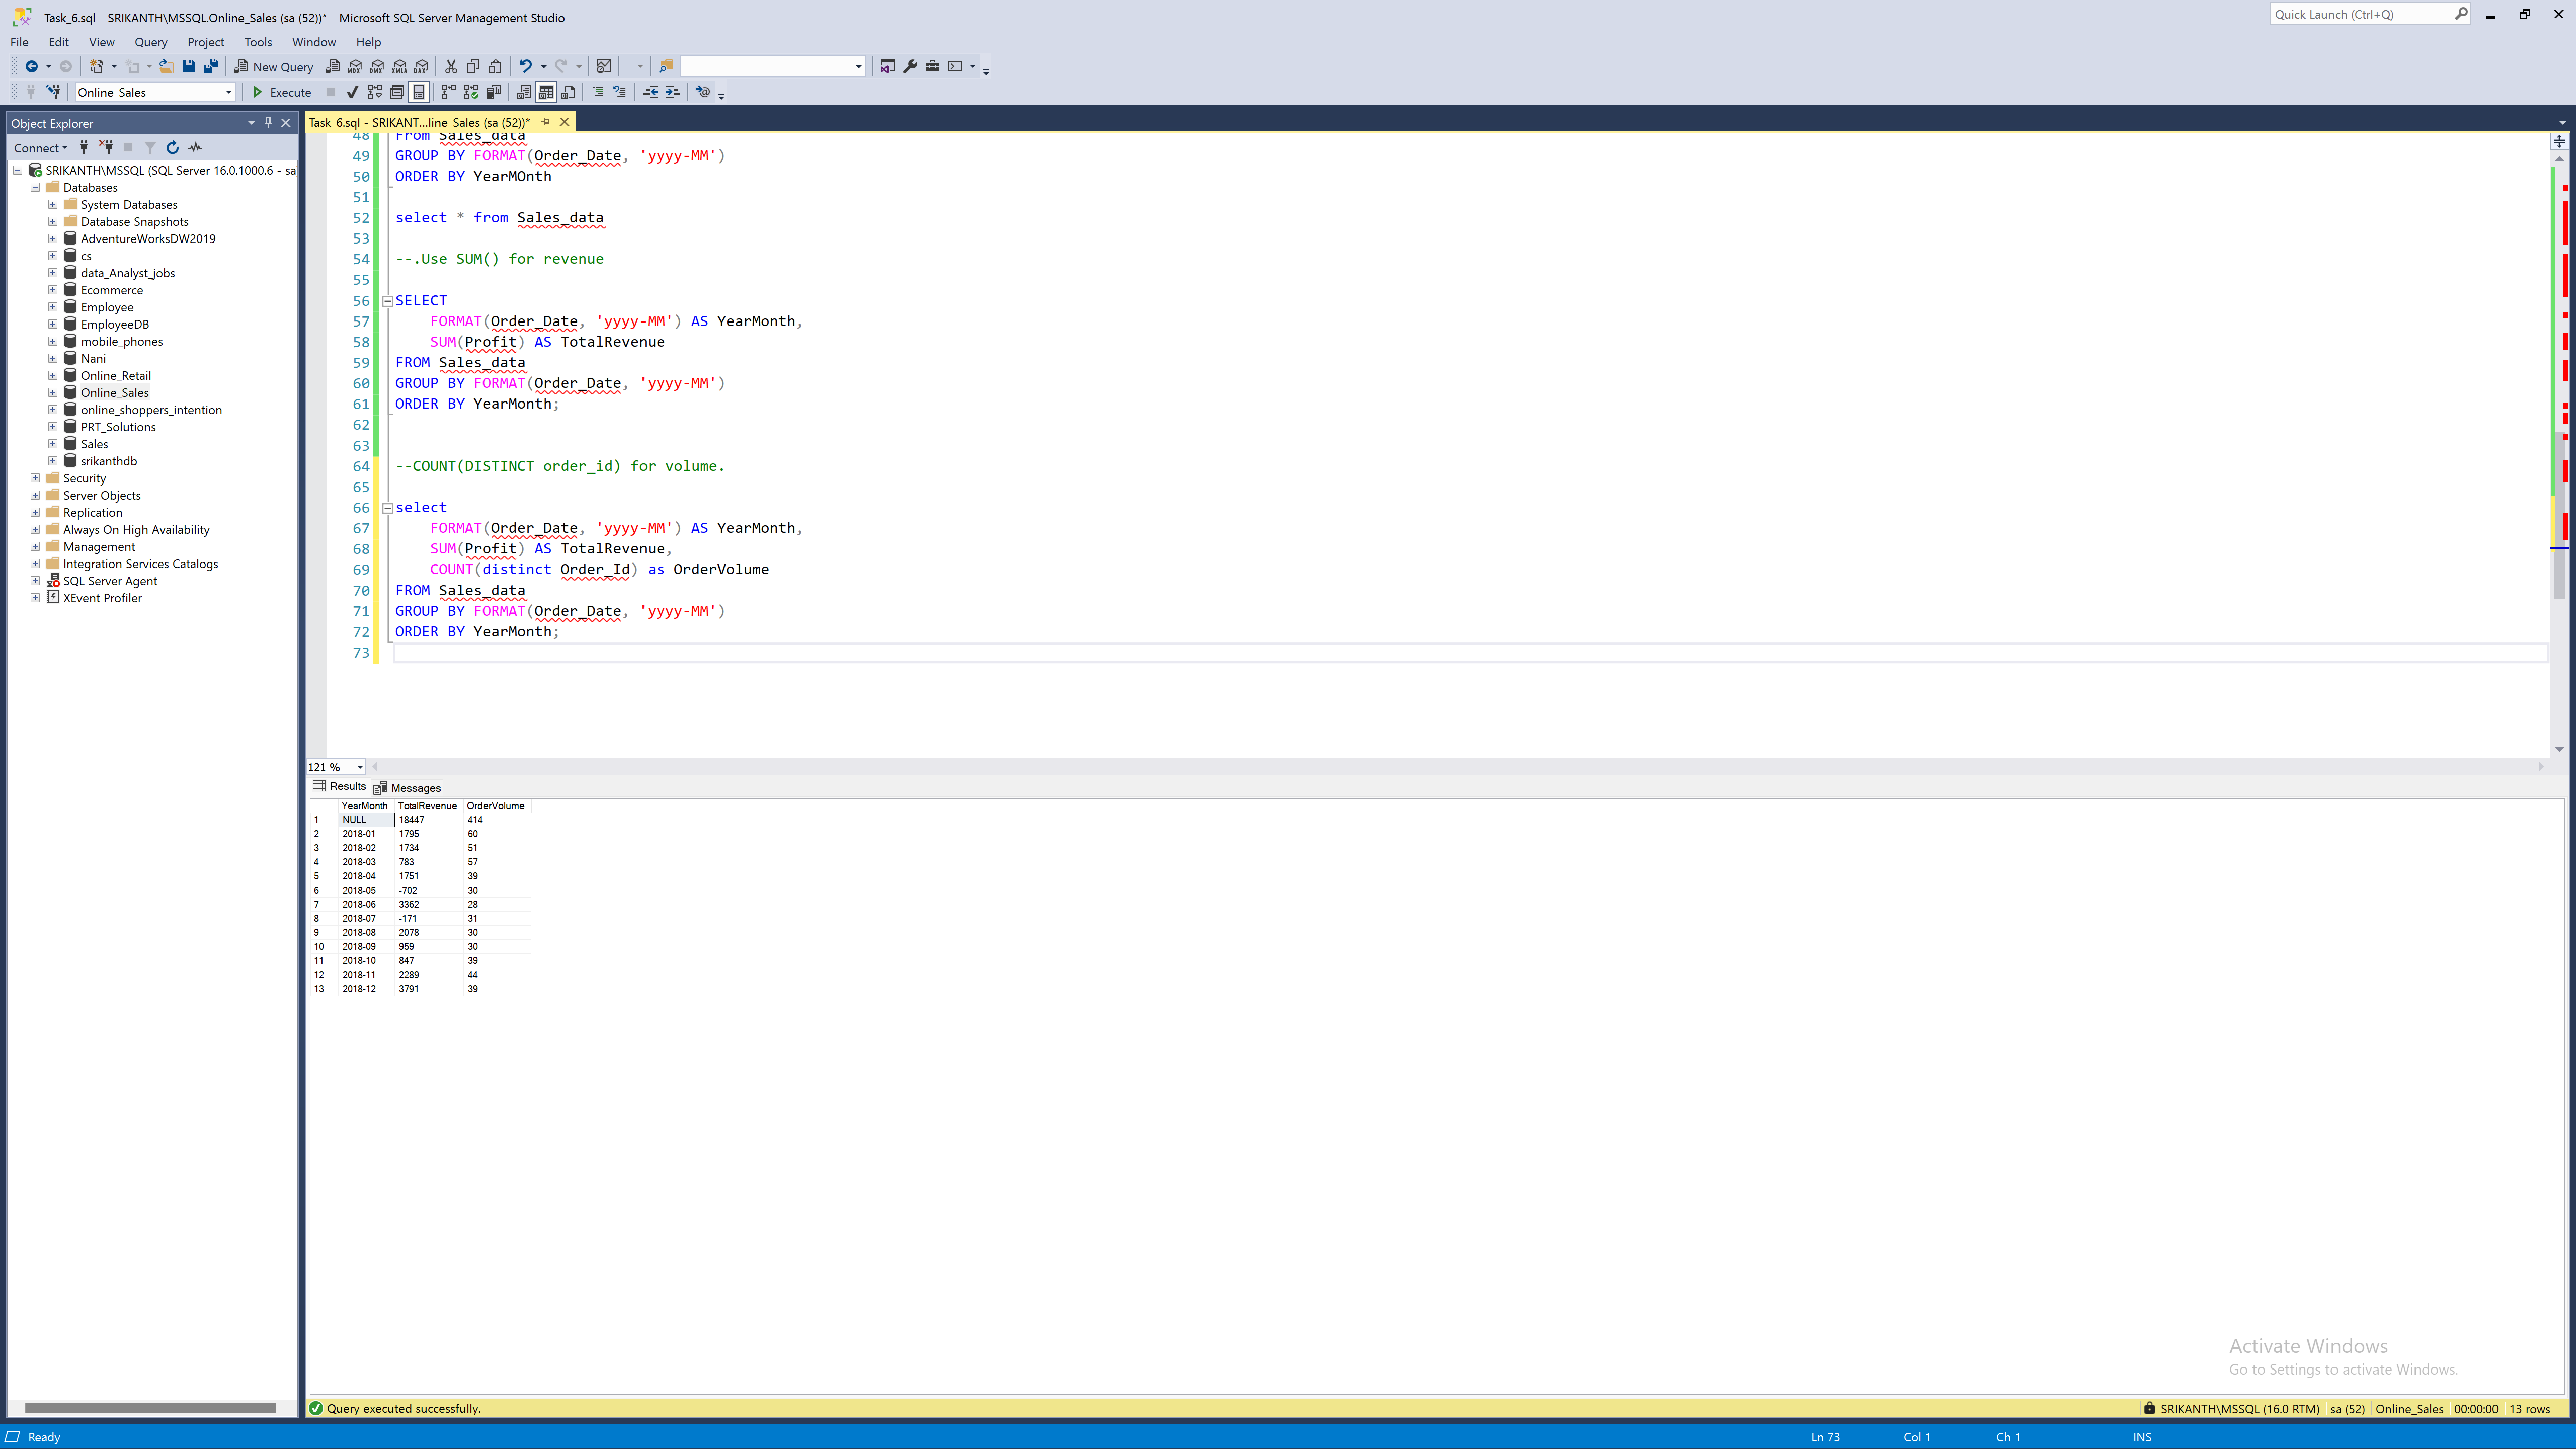 Task_6.sql - SRIKANTH\MSSQL.Online_Sales (sa (52))* - Microsoft SQL Server Management Studio
Quick Launch (Ctrl+Q)
File Edit View Query Project Tools Window Help
New Query MDX DMX XMLA DAX
Online_Sales Execute
Object Explorer
Connect
SRIKANTH\MSSQL (SQL Server 16.0.1000.6 - sa
Databases
System Databases
Database Snapshots
AdventureWorksDW2019
cs
data_Analyst_jobs
Ecommerce
Employee
EmployeeDB
mobile_phones
Nani
Online_Retail
Online_Sales
online_shoppers_intention
PRT_Solutions
Sales
srikanthdb
Security
Server Objects
Replication
Always On High Availability
Management
Integration Services Catalogs
SQL Server Agent
XEvent Profiler
Task_6.sql - SRIKANT...line_Sales (sa (52))*
48 From Sales_data
49 GROUP BY FORMAT(Order_Date, 'yyyy-MM')
50 ORDER BY YearMOnth
51
52 select * from Sales_data
53
54 --.Use SUM() for revenue
55
56 SELECT
57 FORMAT(Order_Date, 'yyyy-MM') AS YearMonth,
58 SUM(Profit) AS TotalRevenue
59 FROM Sales_data
60 GROUP BY FORMAT(Order_Date, 'yyyy-MM')
61 ORDER BY YearMonth;
62
63
64 --COUNT(DISTINCT order_id) for volume.
65
66 select
67 FORMAT(Order_Date, 'yyyy-MM') AS YearMonth,
68 SUM(Profit) AS TotalRevenue,
69 COUNT(distinct Order_Id) as OrderVolume
70 FROM Sales_data
71 GROUP BY FORMAT(Order_Date, 'yyyy-MM')
72 ORDER BY YearMonth;
73
121 %
Results Messages
YearMonth TotalRevenue OrderVolume
1 NULL 18447 414
2 2018-01 1795 60
3 2018-02 1734 51
4 2018-03 783 57
5 2018-04 1751 39
6 2018-05 -702 30
7 2018-06 3362 28
8 2018-07 -171 31
9 2018-08 2078 30
10 2018-09 959 30
11 2018-10 847 39
12 2018-11 2289 44
13 2018-12 3791 39
Activate Windows
Go to Settings to activate Windows.
Query executed successfully. SRIKANTH\MSSQL (16.0 RTM) sa (52) Online_Sales 00:00:00 13 rows
Ready Ln 73 Col 1 Ch 1 INS